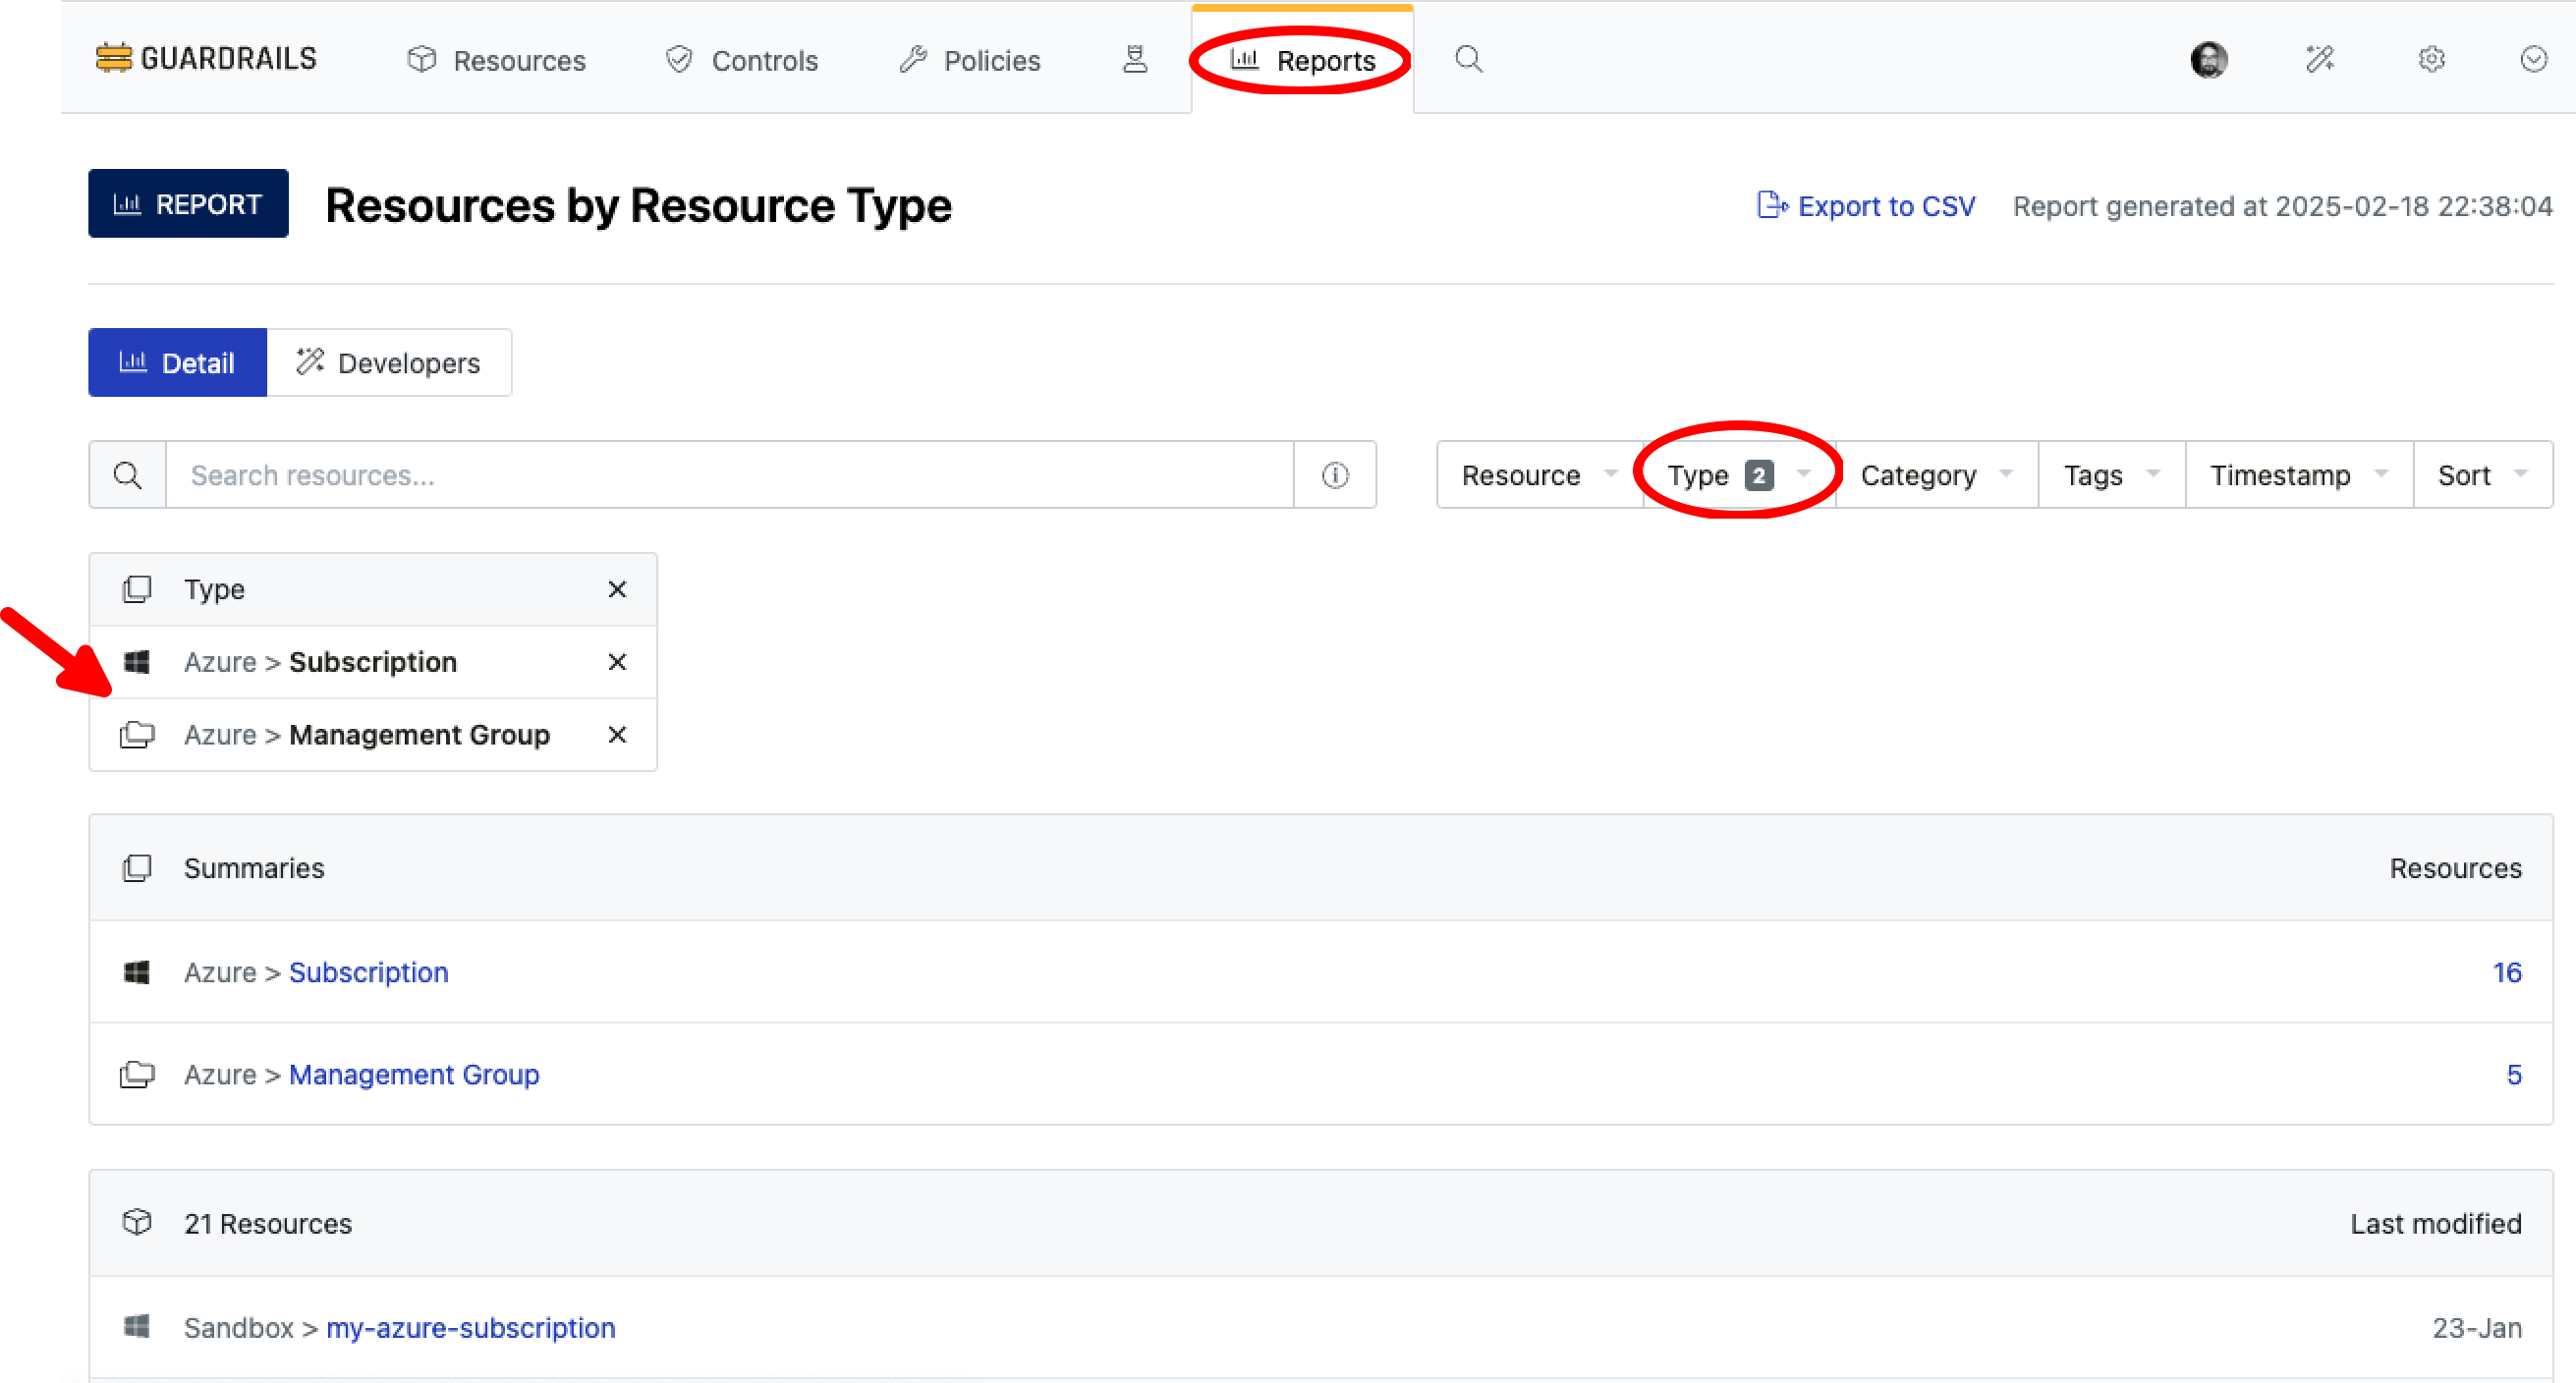 GUARDRAILS Resources Controls Policies Reports
REPORT Resources by Resource Type Export to CSV Report generated at 2025-02-18 22:38:04
Detail Developers
Search resources... Resource Type 2 Category Tags Timestamp Sort
Type
Azure > Subscription
Azure > Management Group
Summaries Resources
Azure > Subscription 16
Azure > Management Group 5
21 Resources Last modified
Sandbox > my-azure-subscription 23-Jan